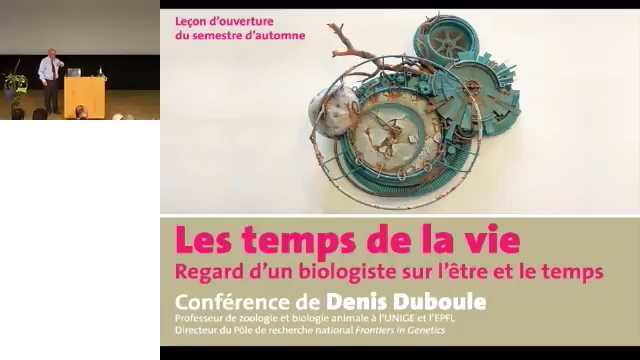 Leçon d'ouverture
du semestre d'automne
Les temps de la vie
Regard d'un biologiste sur l'être et le temps
Conférence de Denis Duboule
Professeur de zoologie et biologie animale à l'UNIGE et l'EPFL
Directeur du Pôle de recherche national Frontiers in Genetics